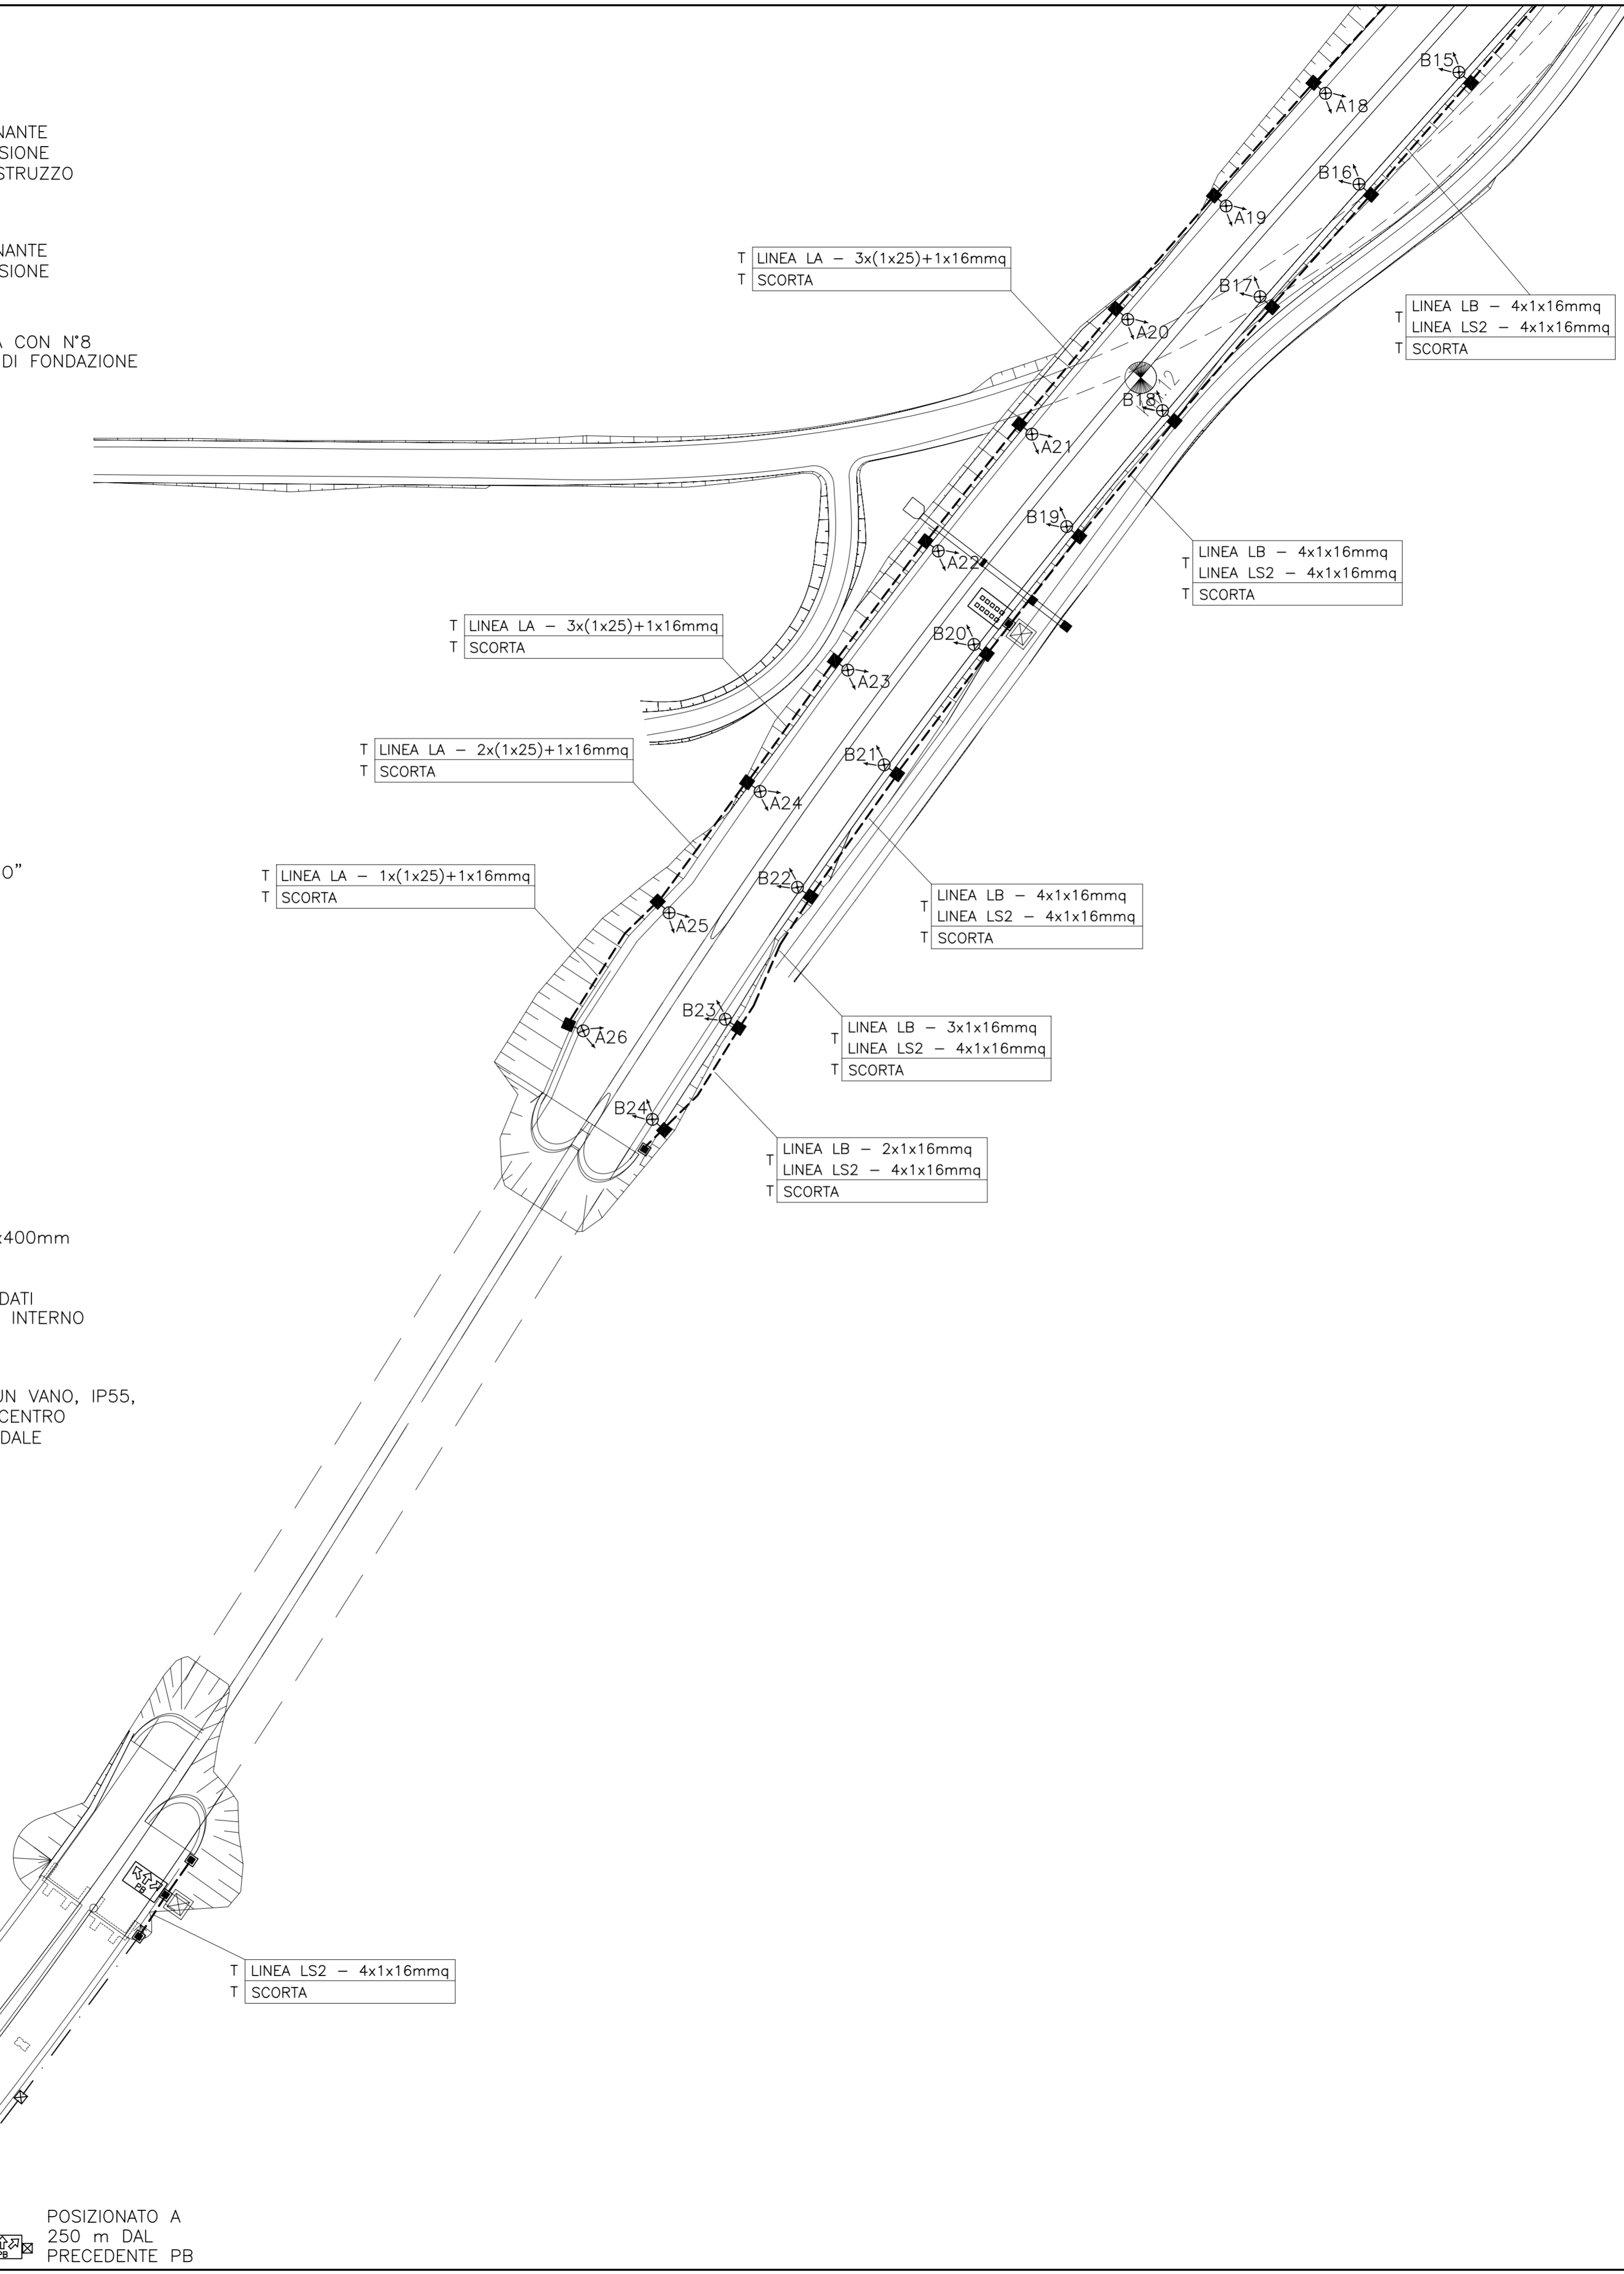 NANTE
SIONE
STRUZZO
NANTE
SIONE
A CON N°8
DI FONDAZIONE
O"
x400mm
DATI
INTERNO
UN VANO, IP55,
CENTRO
DALE
B15
A18
B16
A19
T LINEA LA – 3x(1x25)+1x16mmq
T SCORTA
B17
A20
T LINEA LB – 4x1x16mmq
LINEA LS2 – 4x1x16mmq
T SCORTA
B18
A21
B19
A22
T LINEA LB – 4x1x16mmq
LINEA LS2 – 4x1x16mmq
T SCORTA
T LINEA LA – 3x(1x25)+1x16mmq
T SCORTA
B20
A23
T LINEA LA – 2x(1x25)+1x16mmq
T SCORTA
B21
A24
T LINEA LA – 1x(1x25)+1x16mmq
T SCORTA
B22
A25
T LINEA LB – 4x1x16mmq
LINEA LS2 – 4x1x16mmq
T SCORTA
B23
A26
T LINEA LB – 3x1x16mmq
LINEA LS2 – 4x1x16mmq
T SCORTA
B24
T LINEA LB – 2x1x16mmq
LINEA LS2 – 4x1x16mmq
T SCORTA
PB
T LINEA LS2 – 4x1x16mmq
T SCORTA
POSIZIONATO A
250 m DAL
PRECEDENTE PB
PB